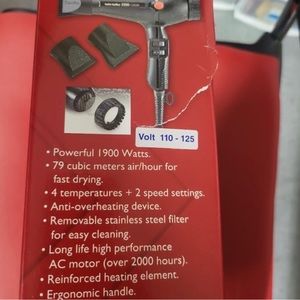 Volt 110 - 125
• Powerful 1900 Watts.
• 79 cubic meters air/hour for
fast drying.
• 4 temperatures + 2 speed settings.
• Anti-overheating device.
• Removable stainless steel filter
for easy cleaning.
• Long life high performance
AC motor (over 2000 hours).
• Reinforced heating element.
• Ergonomic handle.